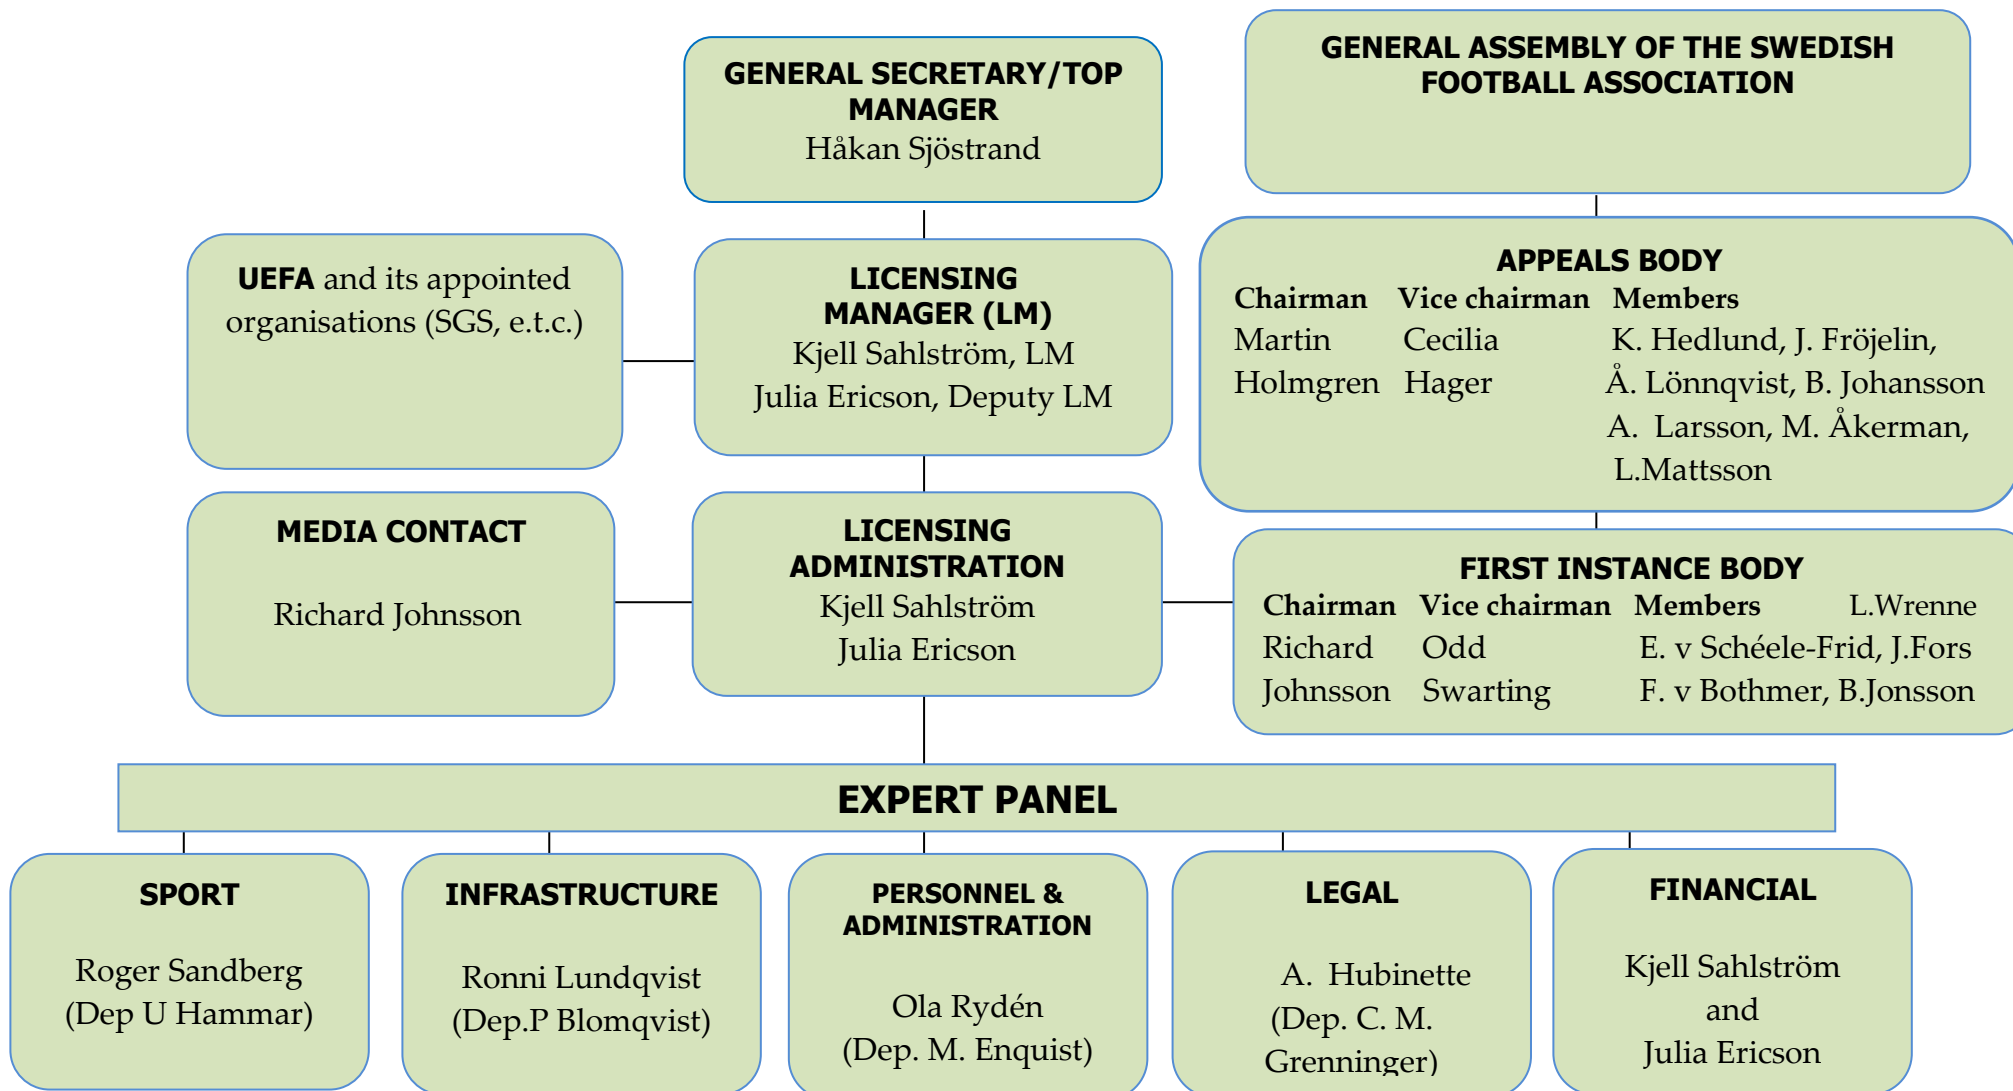 GENERAL SECRETARY/TOP
MANAGER
Håkan Sjöstrand
GENERAL ASSEMBLY OF THE SWEDISH
FOOTBALL ASSOCIATION
UEFA and its appointed
organisations (SGS, e.t.c.)
LICENSING
MANAGER (LM)
Kjell Sahlström, LM
Julia Ericson, Deputy LM
APPEALS BODY
Chairman Vice chairman Members
Martin Cecilia K. Hedlund, J. Fröjelin,
Holmgren Hager Å. Lönnqvist, B. Johansson
A. Larsson, M. Åkerman,
L.Mattsson
MEDIA CONTACT
Richard Johnsson
LICENSING
ADMINISTRATION
Kjell Sahlström
Julia Ericson
FIRST INSTANCE BODY
Chairman Vice chairman Members L.Wrenne
Richard Odd E. v Schéele-Frid, J.Fors
Johnsson Swarting F. v Bothmer, B.Jonsson
EXPERT PANEL
SPORT
Roger Sandberg
(Dep U Hammar)
INFRASTRUCTURE
Ronni Lundqvist
(Dep.P Blomqvist)
PERSONNEL &
ADMINISTRATION
Ola Rydén
(Dep. M. Enquist)
LEGAL
A. Hubinette
(Dep. C. M.
Grenninger)
FINANCIAL
Kjell Sahlström
and
Julia Ericson